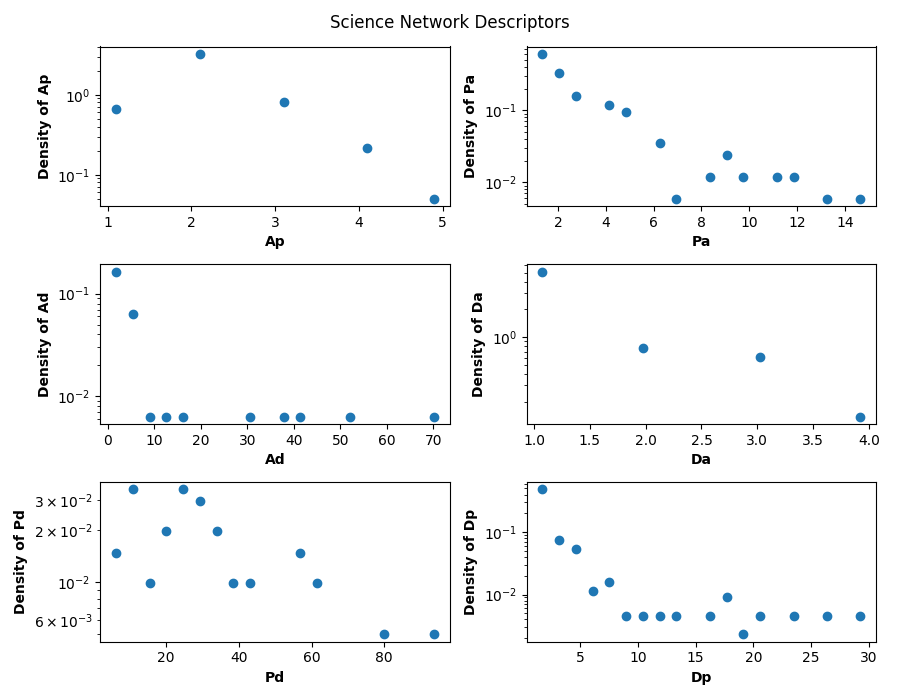 Science Network Descriptors
Density of Ap
10⁰
10⁻¹
1 2 3 4 5
Ap
Density of Pa
10⁻¹
10⁻²
2 4 6 8 10 12 14
Pa
Density of Ad
10⁻¹
10⁻²
0 10 20 30 40 50 60 70
Ad
Density of Da
10⁰
1.0 1.5 2.0 2.5 3.0 3.5 4.0
Da
Density of Pd
3 × 10⁻²
2 × 10⁻²
10⁻²
6 × 10⁻³
20 40 60 80
Pd
Density of Dp
10⁻¹
10⁻²
5 10 15 20 25 30
Dp